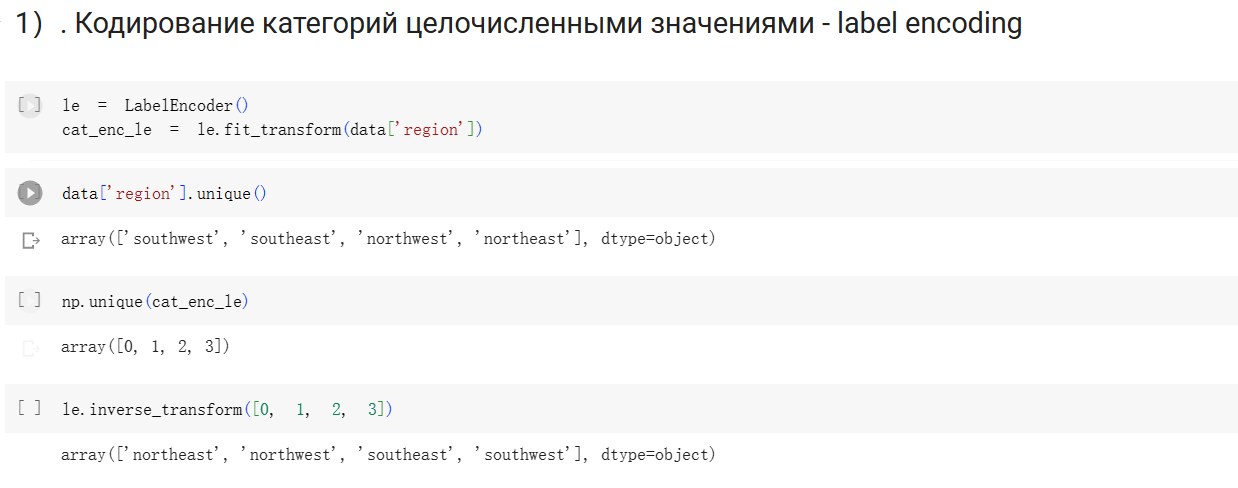 1) . Кодирование категорий целочисленными значениями - label encoding
[ ] le = LabelEncoder()
cat_enc_le = le.fit_transform(data['region'])
data['region'].unique()
array(['southwest', 'southeast', 'northwest', 'northeast'], dtype=object)
[ ] np.unique(cat_enc_le)
array([0, 1, 2, 3])
[ ] le.inverse_transform([0, 1, 2, 3])
array(['northeast', 'northwest', 'southeast', 'southwest'], dtype=object)